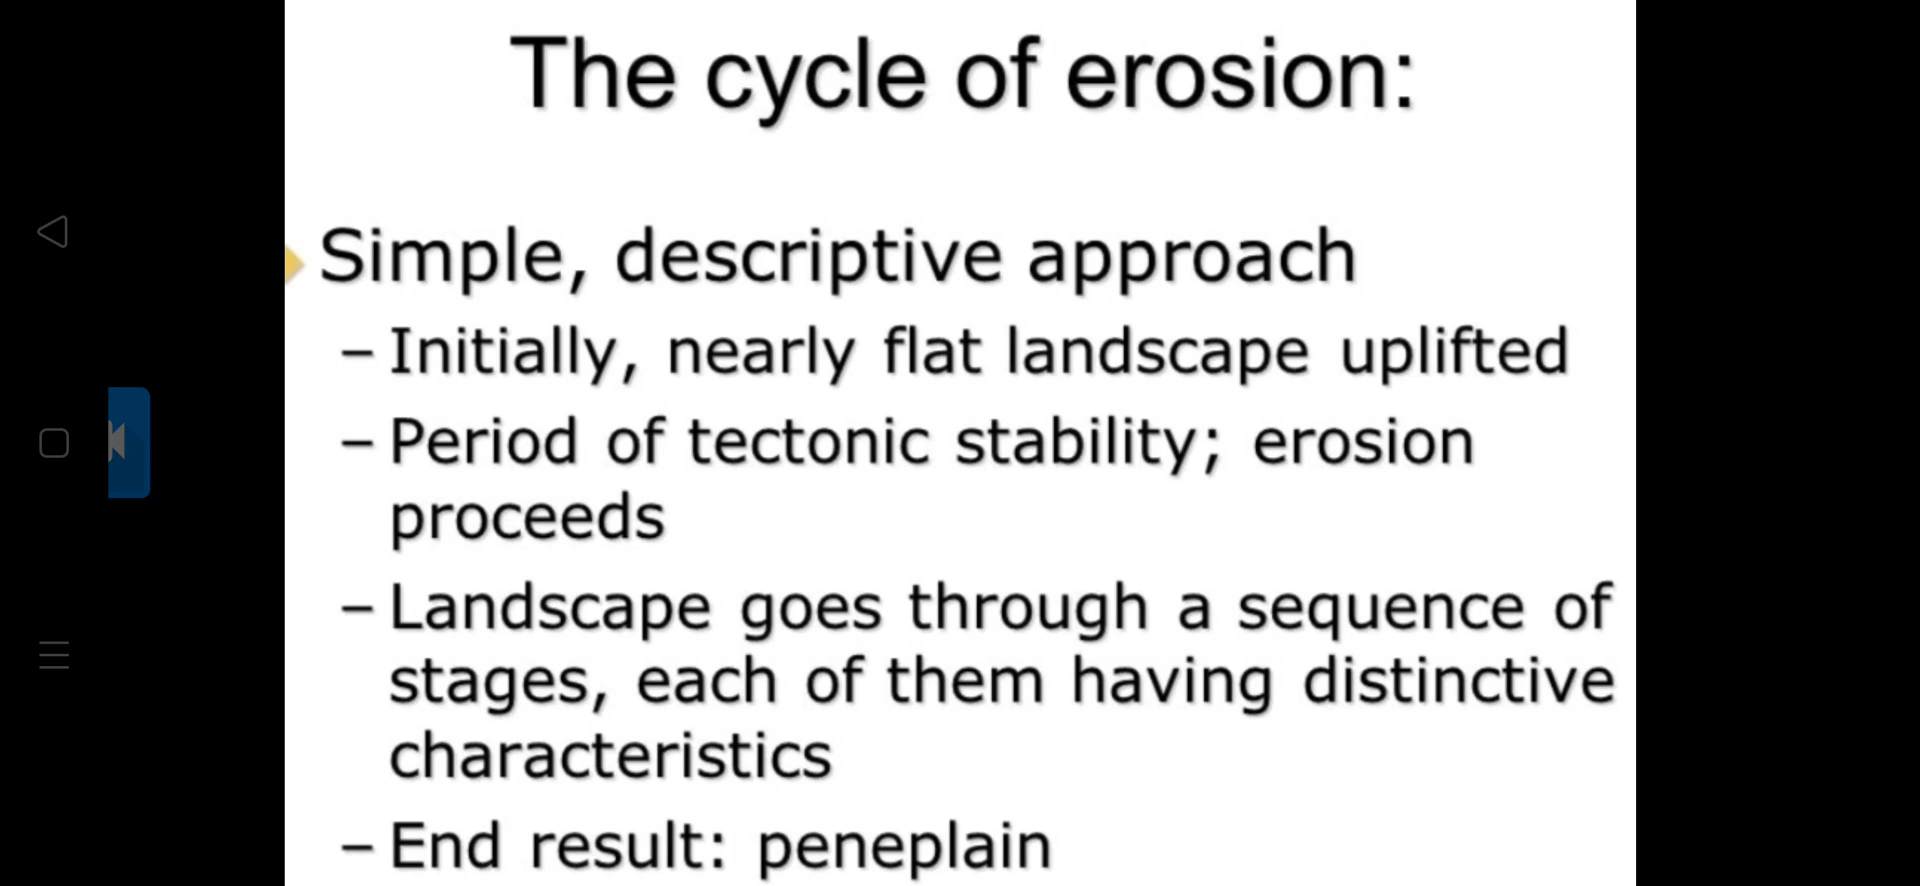 The cycle of erosion:
Simple, descriptive approach
– Initially, nearly flat landscape uplifted
– Period of tectonic stability; erosion
proceeds
– Landscape goes through a sequence of
stages, each of them having distinctive
characteristics
– End result: peneplain